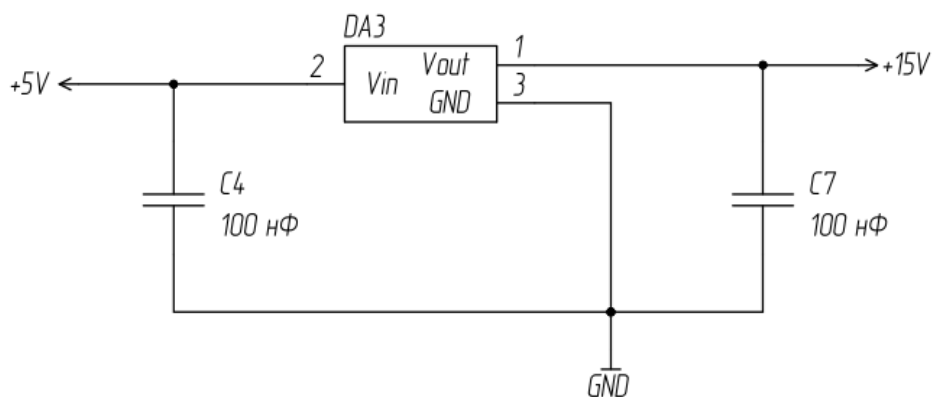 DA3
+5V
2
Vin
Vout
GND
1
3
+15V
C4
100 нФ
C7
100 нФ
GND